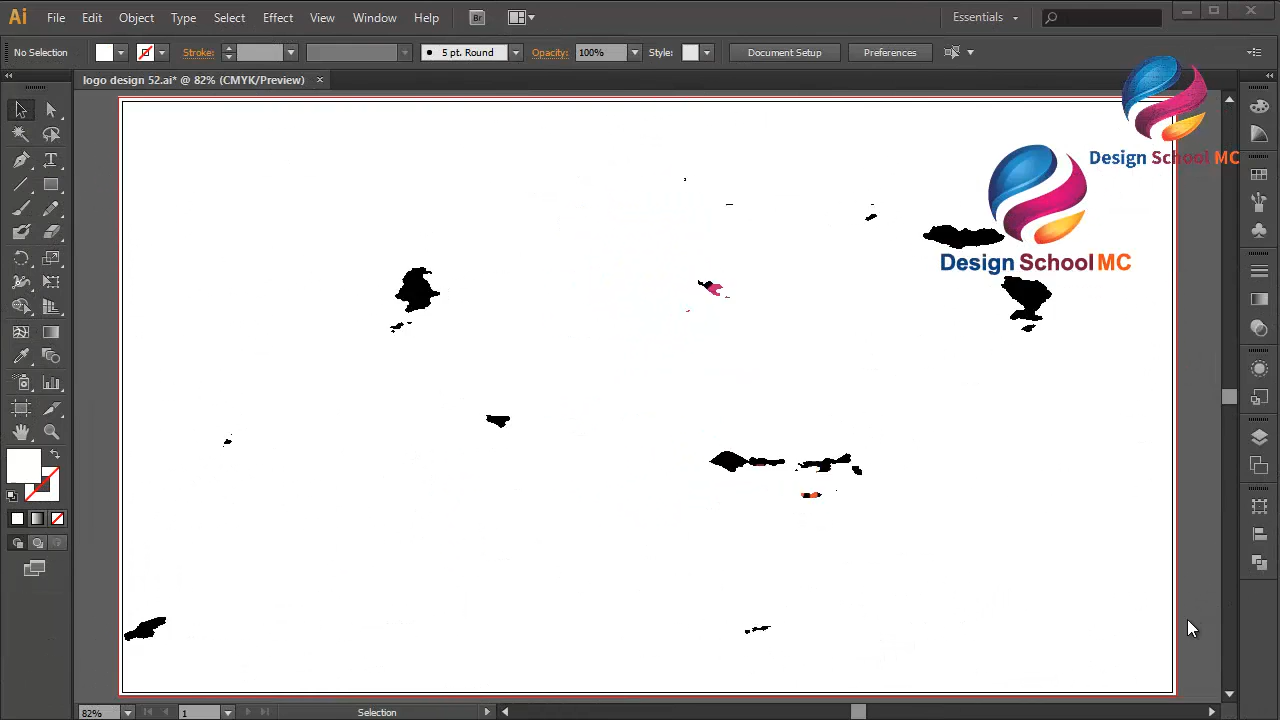 Ai File Edit Object Type Select Effect View Window Help Br Essentials
No Selection Stroke: 5 pt. Round Opacity: 100% Style: Document Setup Preferences
logo design 52.ai* @ 82% (CMYK/Preview)
Design School MC
Design School MC
82% 1 Selection